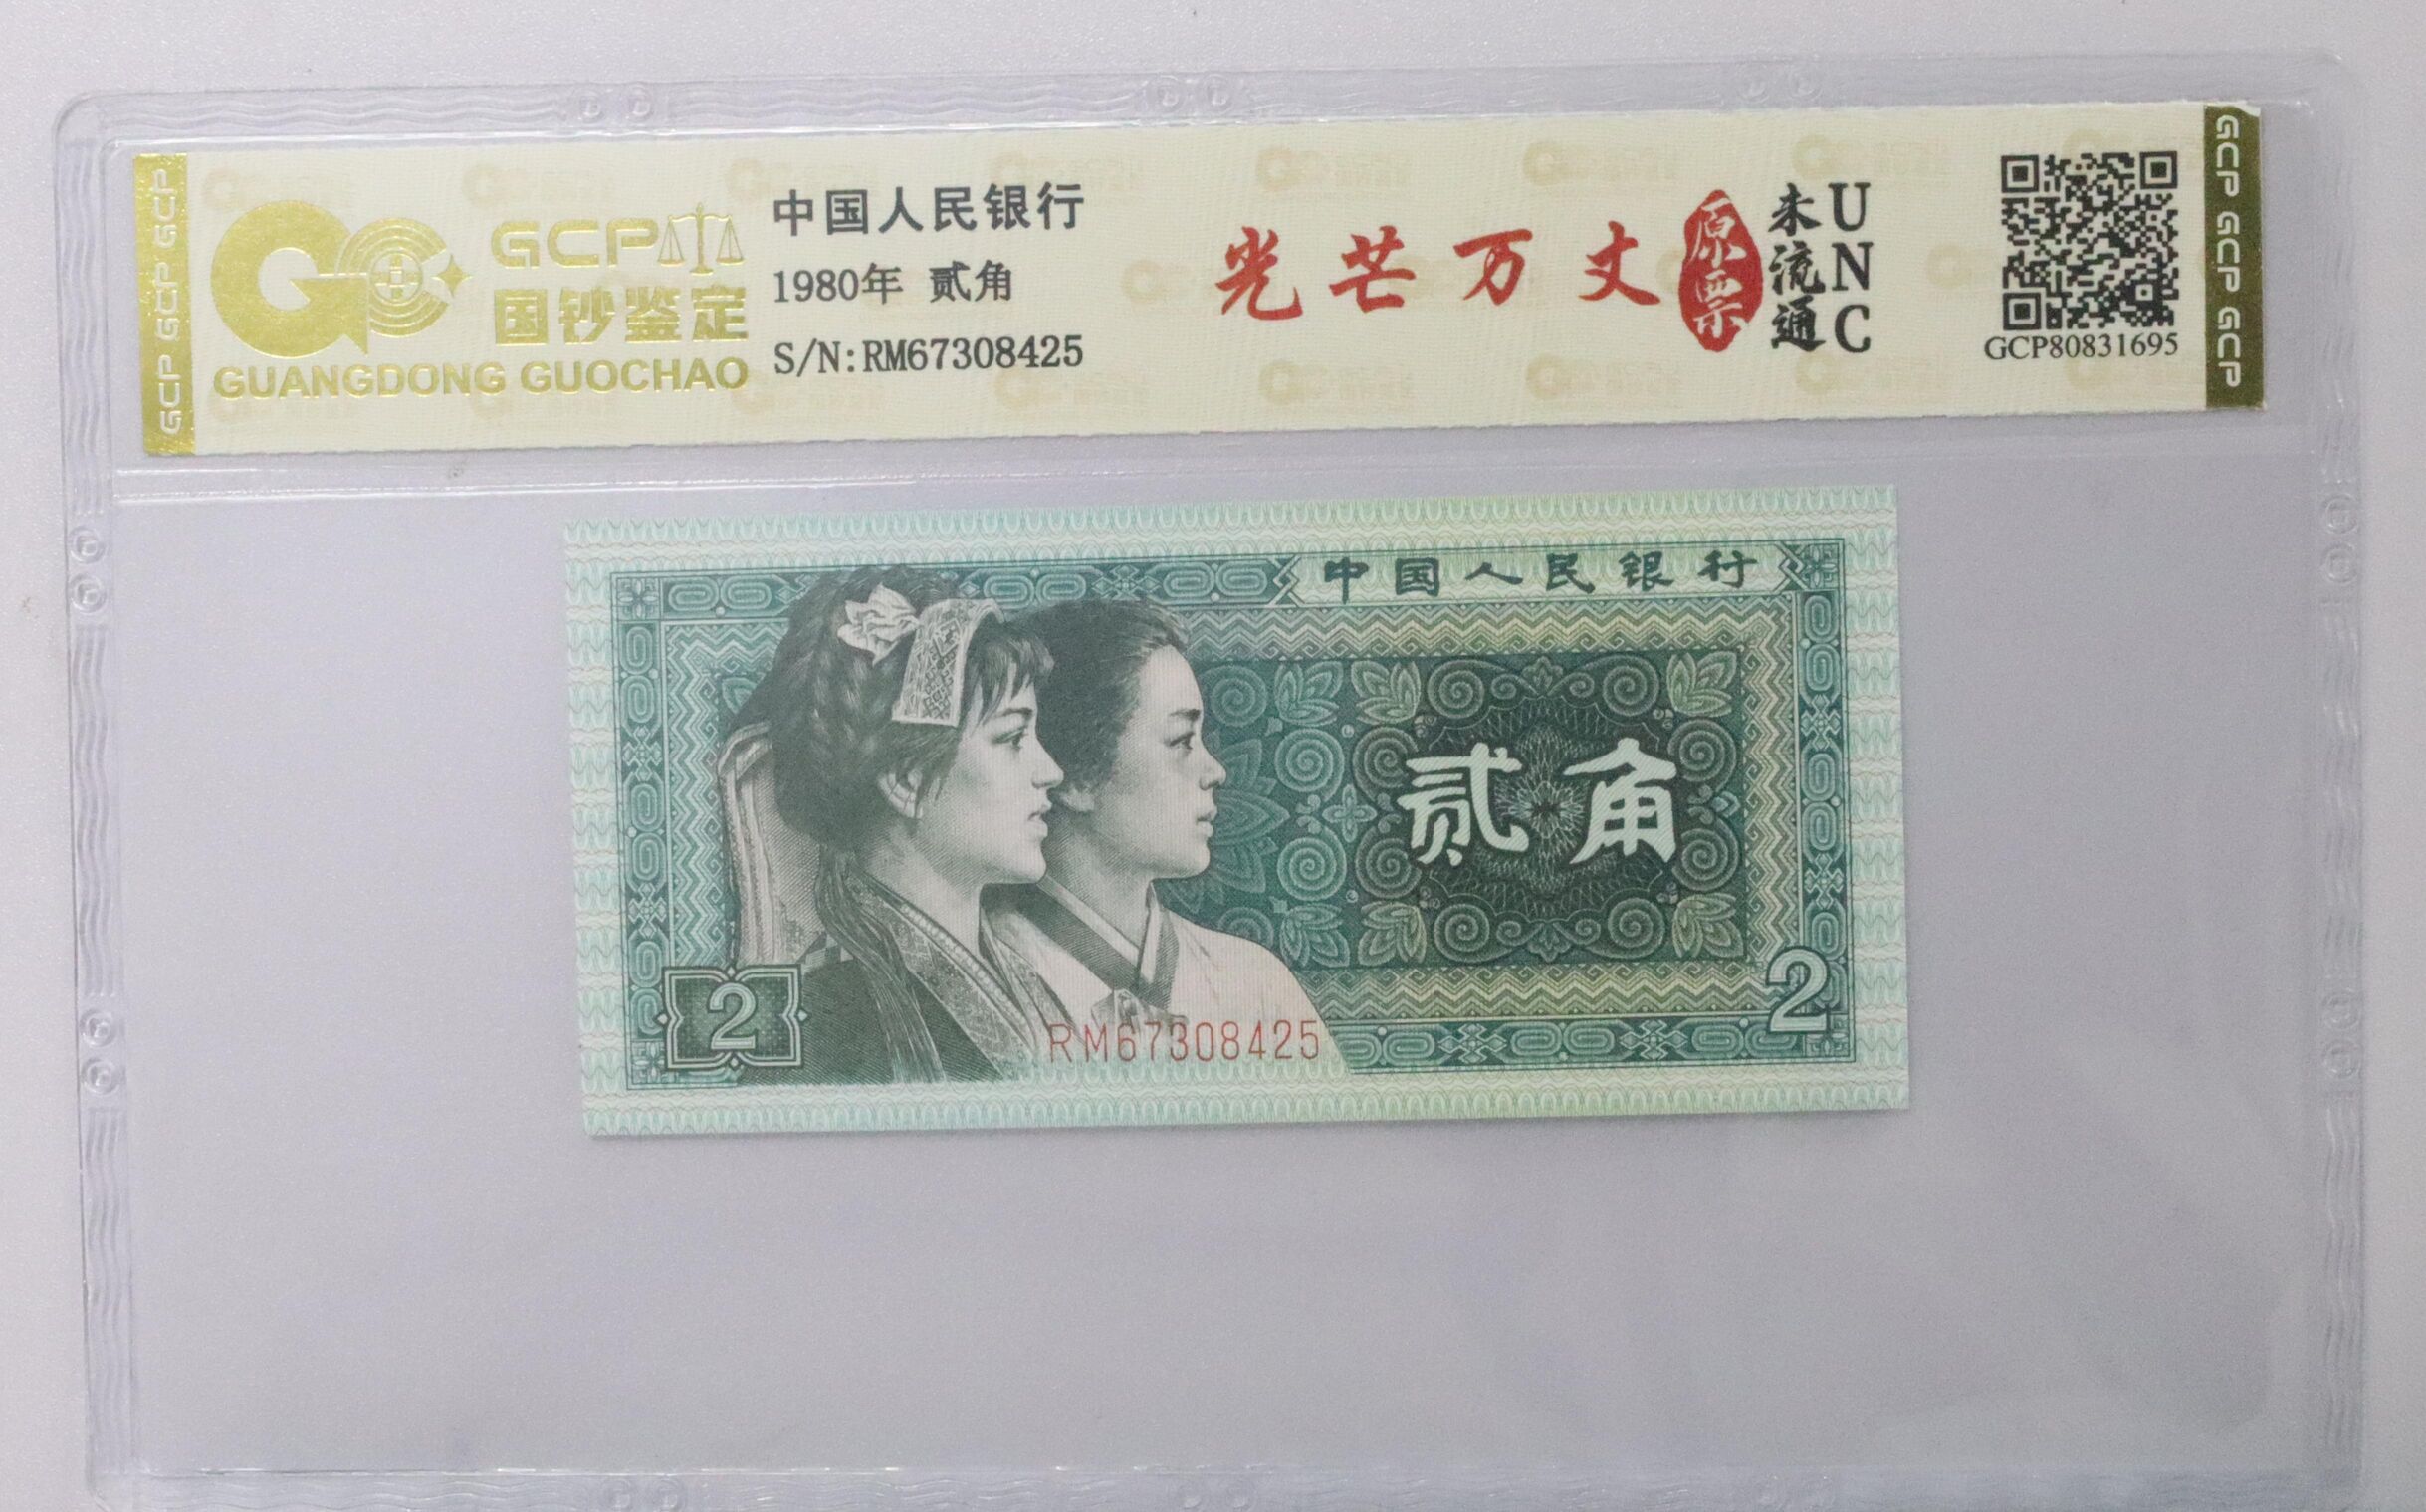 GCP GCP GCP
GCP
国钞鉴定
GUANGDONG GUOCHAO
中国人民银行
1980年 贰角
S/N:RM67308425
光芒万丈
原票
未流通
UNC
GCP80831695
GCP GCP GCP
中国人民银行
贰角
2
2
RM67308425